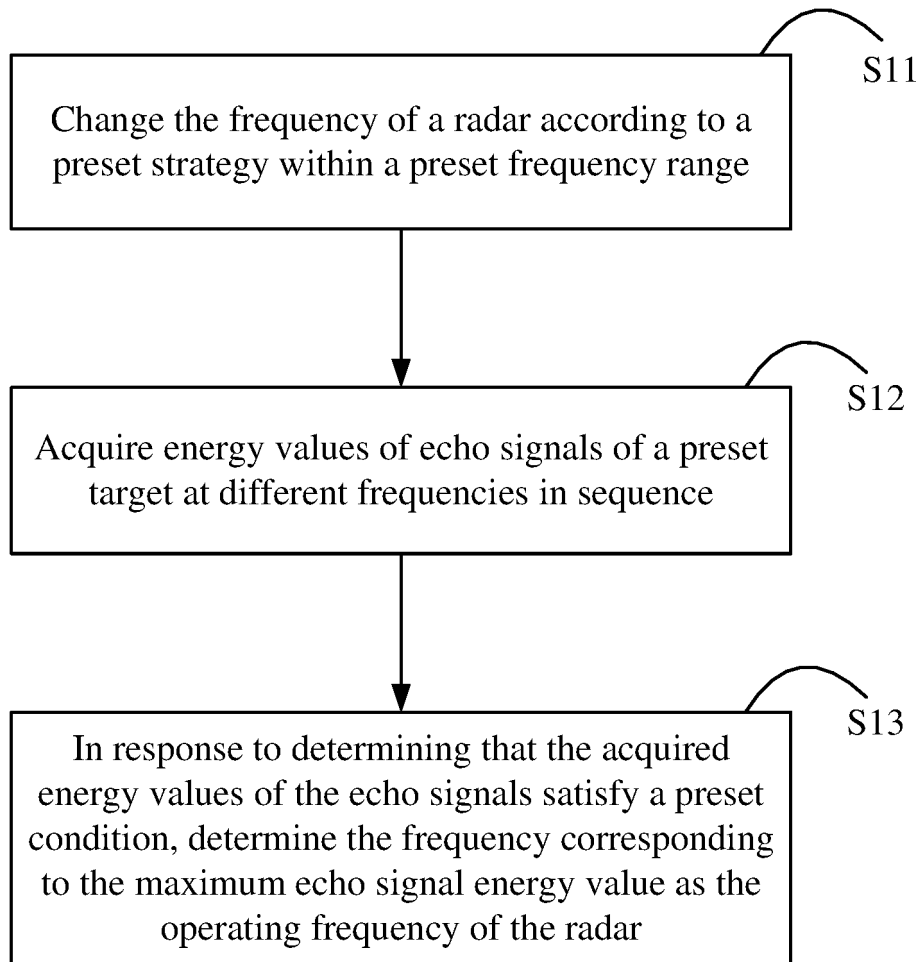 S11
Change the frequency of a radar according to a
preset strategy within a preset frequency range
S12
Acquire energy values of echo signals of a preset
target at different frequencies in sequence
S13
In response to determining that the acquired
energy values of the echo signals satisfy a preset
condition, determine the frequency corresponding
to the maximum echo signal energy value as the
operating frequency of the radar